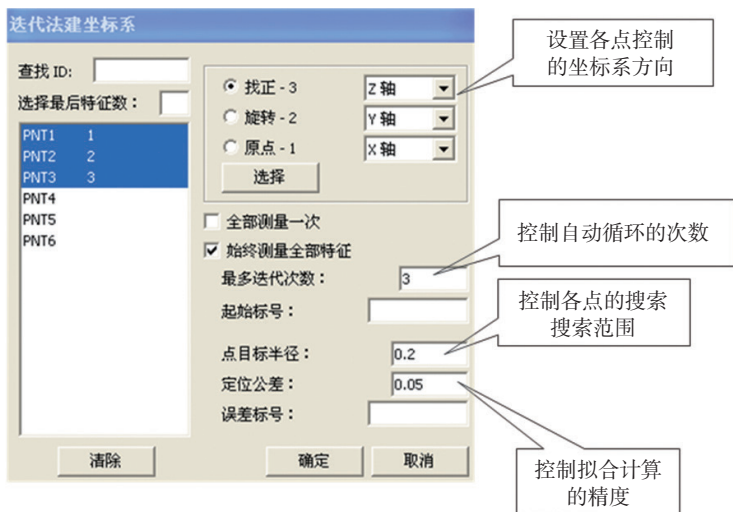 迭代法建坐标系
查找 ID:
选择最后特征数：
PNT1 1
PNT2 2
PNT3 3
PNT4
PNT5
PNT6
清除
找正 - 3 Z 轴
旋转 - 2 Y 轴
原点 - 1 X 轴
选择
全部测量一次
始终测量全部特征
最多迭代次数： 3
起始标号：
点目标半径： 0.2
定位公差： 0.05
误差标号：
确定 取消
设置各点控制
的坐标系方向
控制自动循环的次数
控制各点的搜索
搜索范围
控制拟合计算
的精度